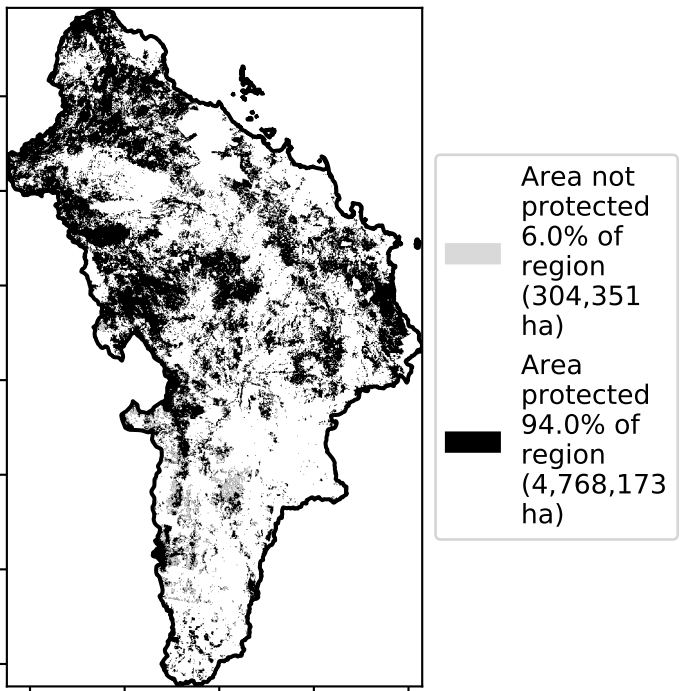 Area not
protected
6.0% of
region
(304,351
ha)
Area
protected
94.0% of
region
(4,768,173
ha)